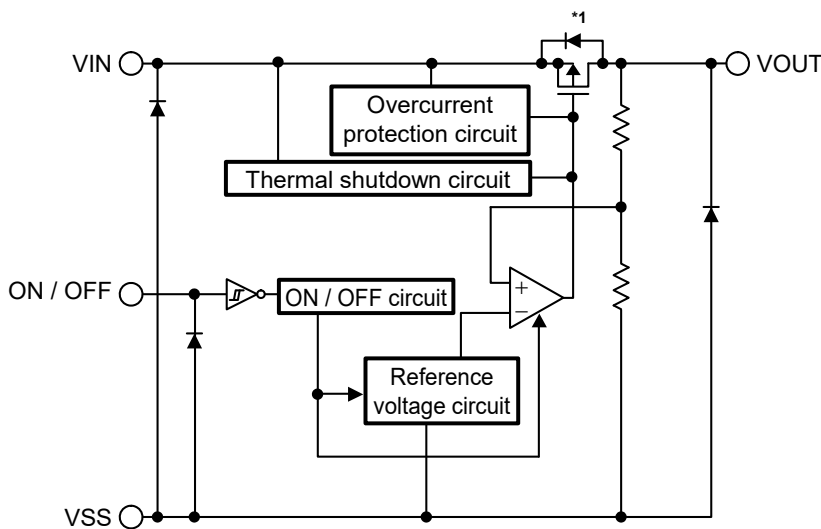 *1
VIN
VOUT
Overcurrent
protection circuit
Thermal shutdown circuit
ON / OFF
ON / OFF circuit
+
−
Reference
voltage circuit
VSS